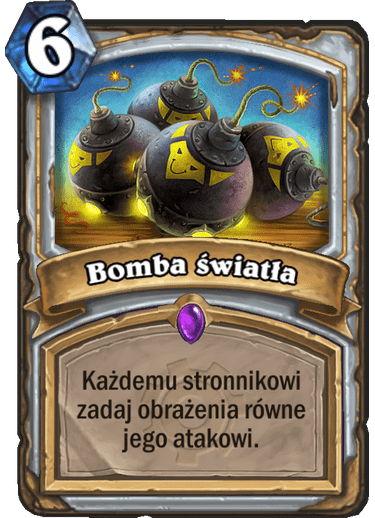 6
Bomba światła
Każdemu stronnikowi
zadaj obrażenia równe
jego atakowi.